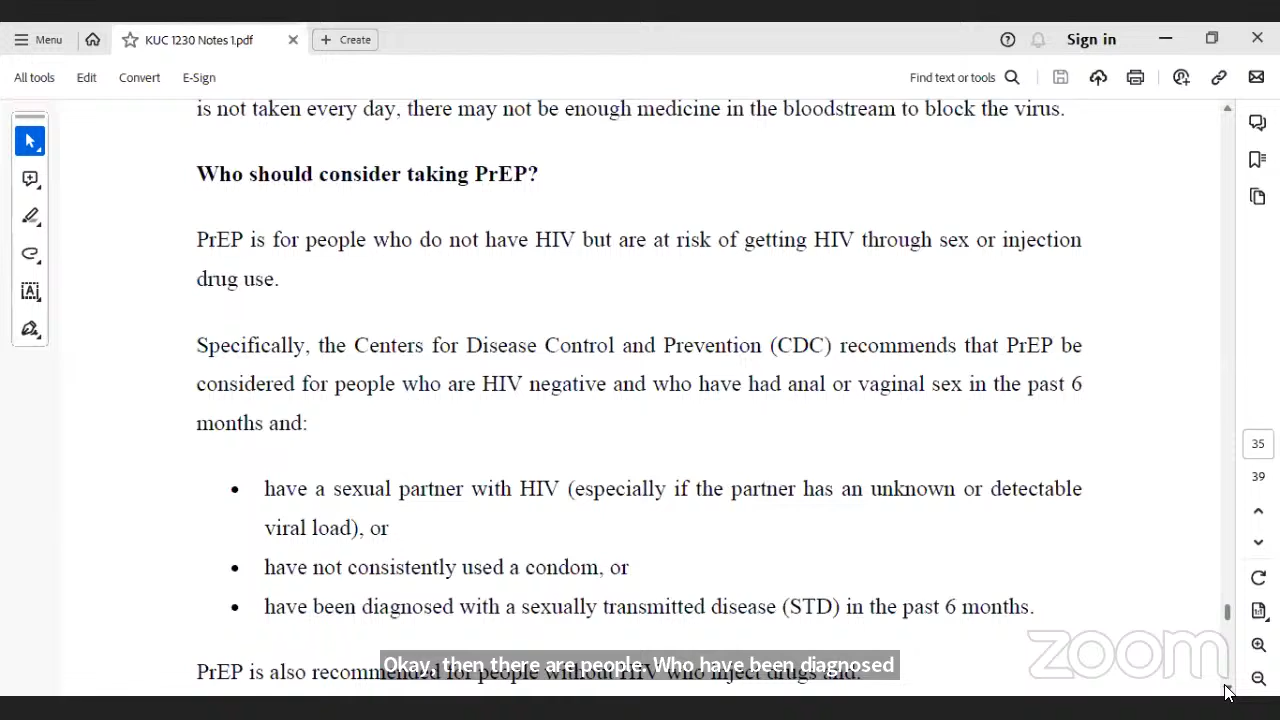 Menu
KUC 1230 Notes 1.pdf
Create
Sign in
All tools Edit Convert E-Sign
Find text or tools
is not taken every day, there may not be enough medicine in the bloodstream to block the virus.
Who should consider taking PrEP?
PrEP is for people who do not have HIV but are at risk of getting HIV through sex or injection
drug use.
Specifically, the Centers for Disease Control and Prevention (CDC) recommends that PrEP be
considered for people who are HIV negative and who have had anal or vaginal sex in the past 6
months and:
• have a sexual partner with HIV (especially if the partner has an unknown or detectable
viral load), or
• have not consistently used a condom, or
• have been diagnosed with a sexually transmitted disease (STD) in the past 6 months.
PrEP is also recommended for people without HIV who inject drugs and:
Okay, then there are people. Who have been diagnosed
35
39
zoom